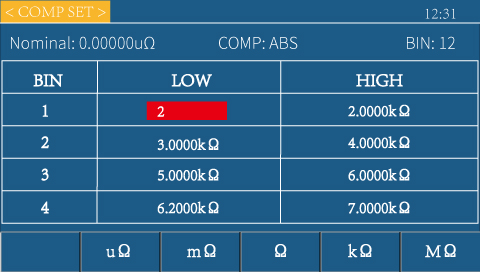 < COMP SET >
12:31
Nominal: 0.00000uΩ COMP: ABS BIN: 12
BIN LOW HIGH
1 2 2.0000kΩ
2 3.0000kΩ 4.0000kΩ
3 5.0000kΩ 6.0000kΩ
4 6.2000kΩ 7.0000kΩ
uΩ mΩ Ω kΩ MΩ